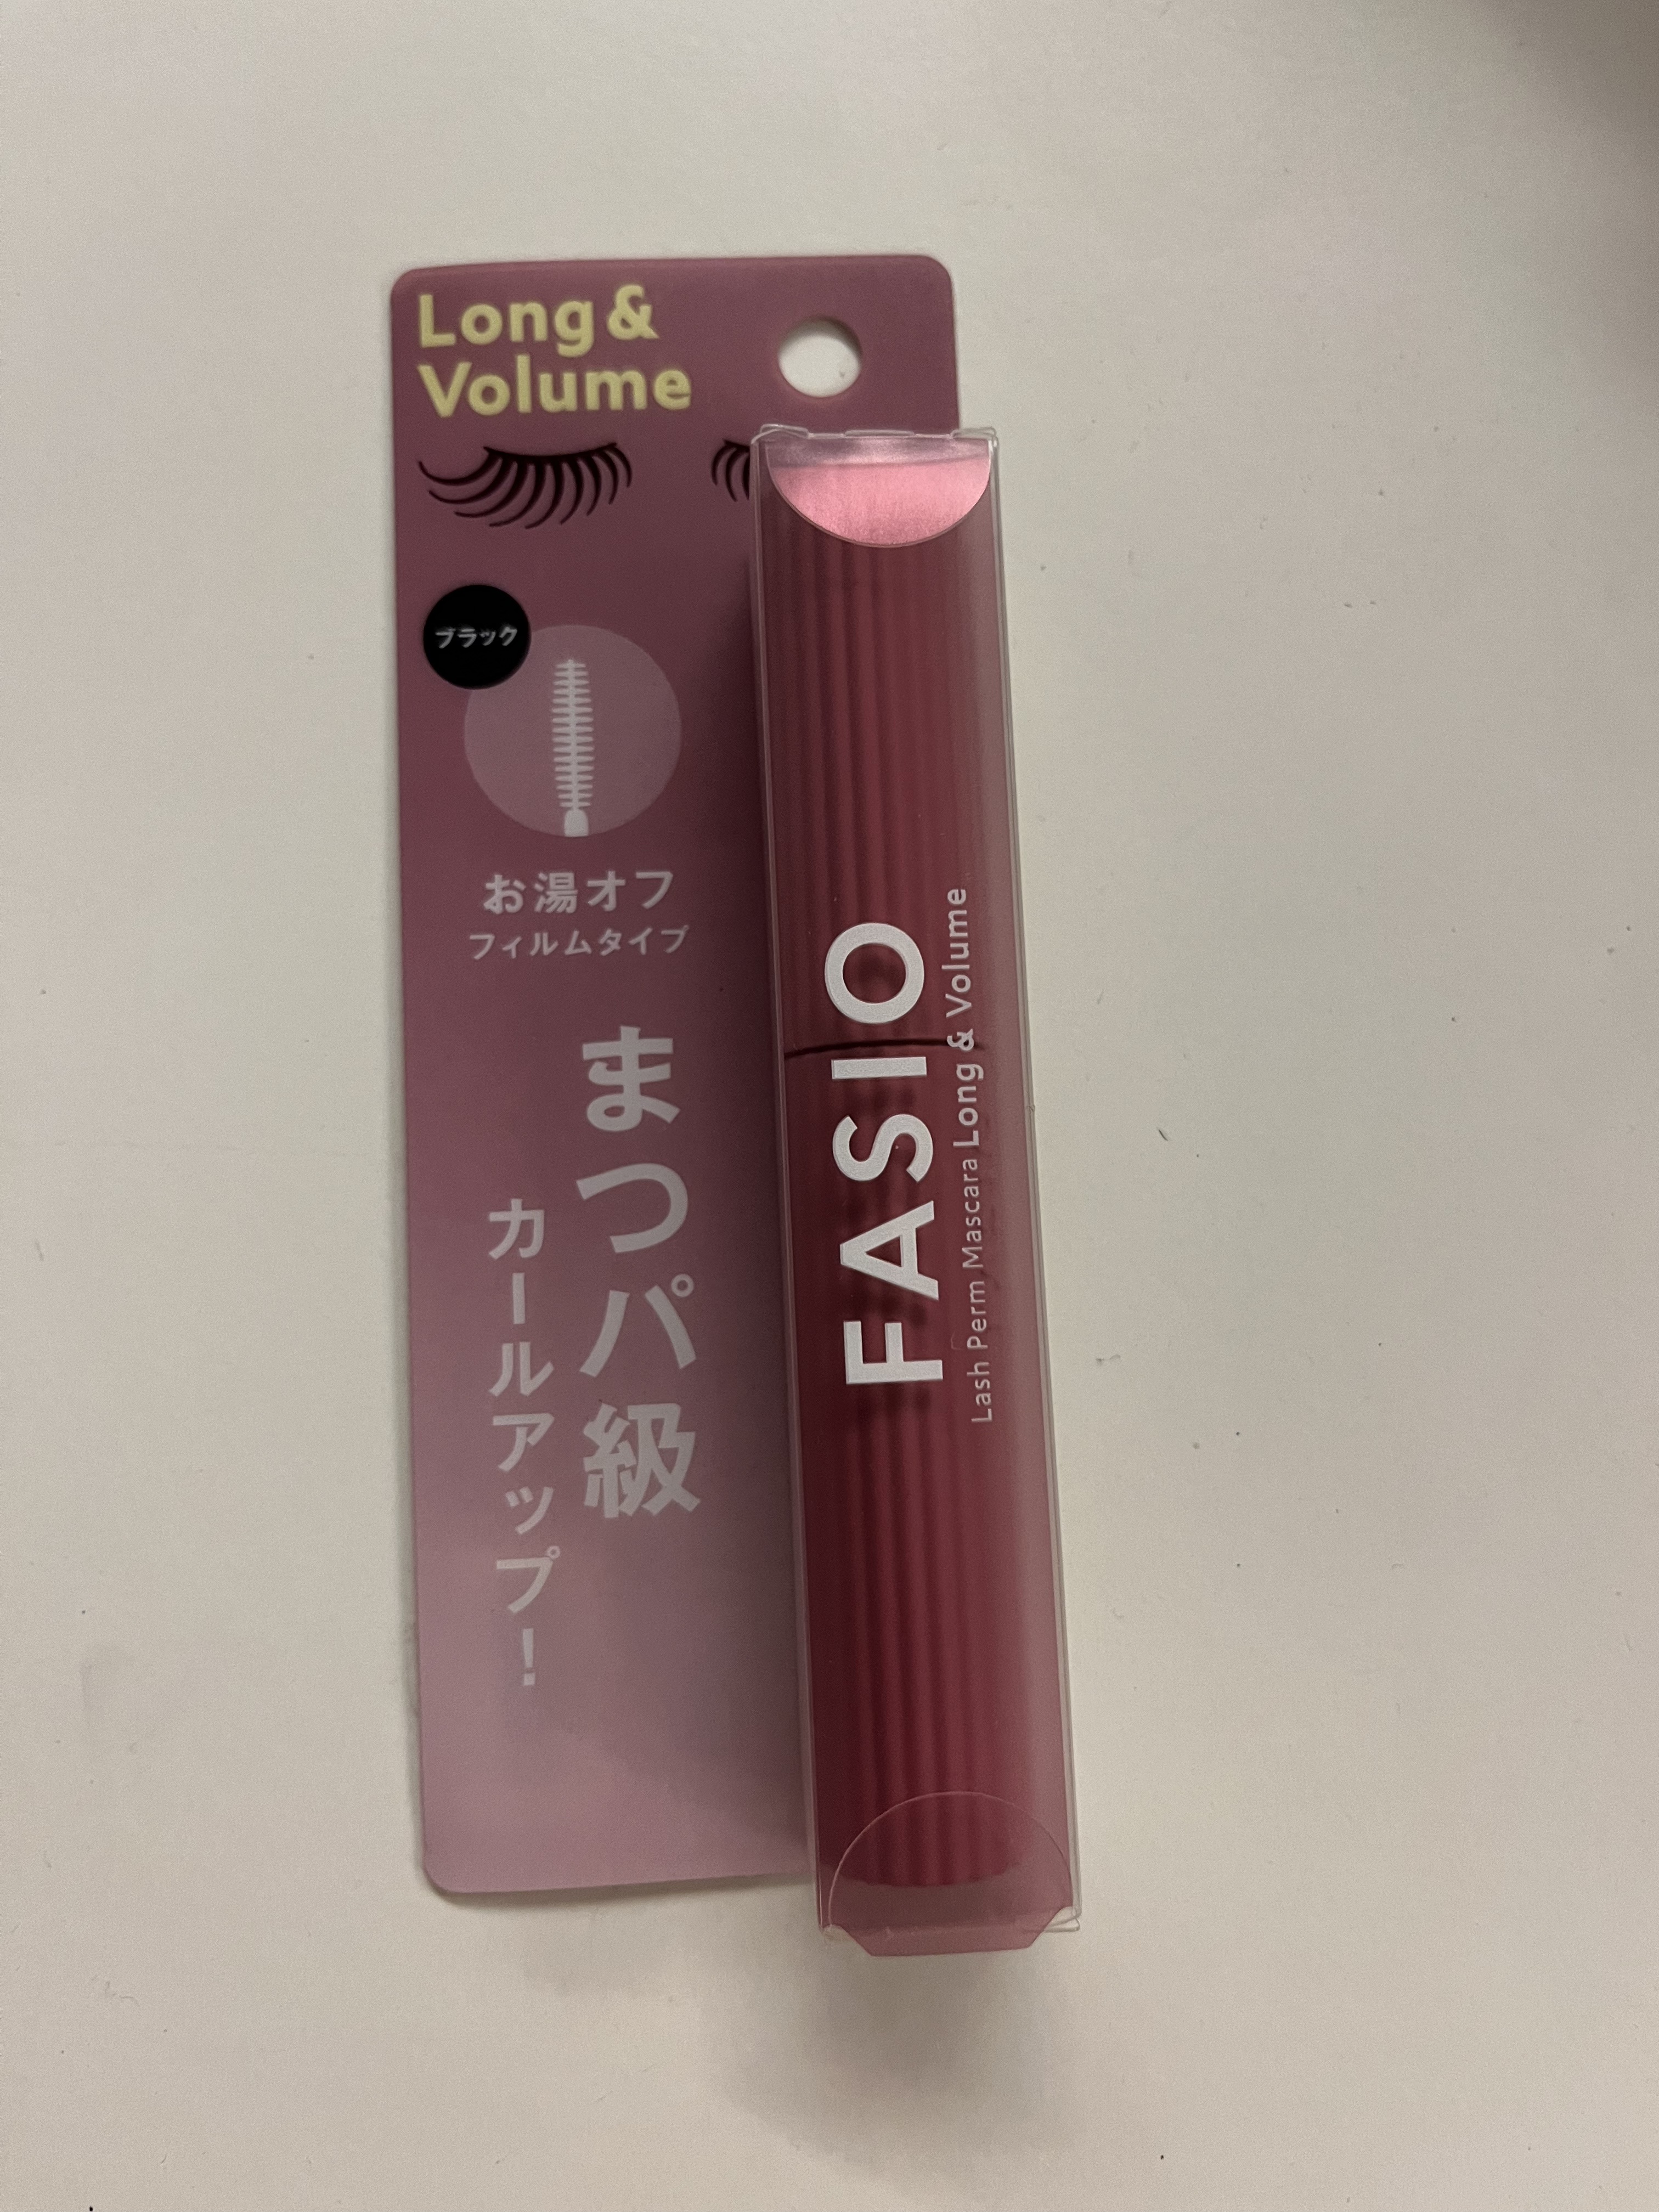 Long &
Volume
ブラック
お湯オフ
フィルムタイプ
まつパ級
カールアップ!
FASIO
Lash Perm Mascara Long & Volume